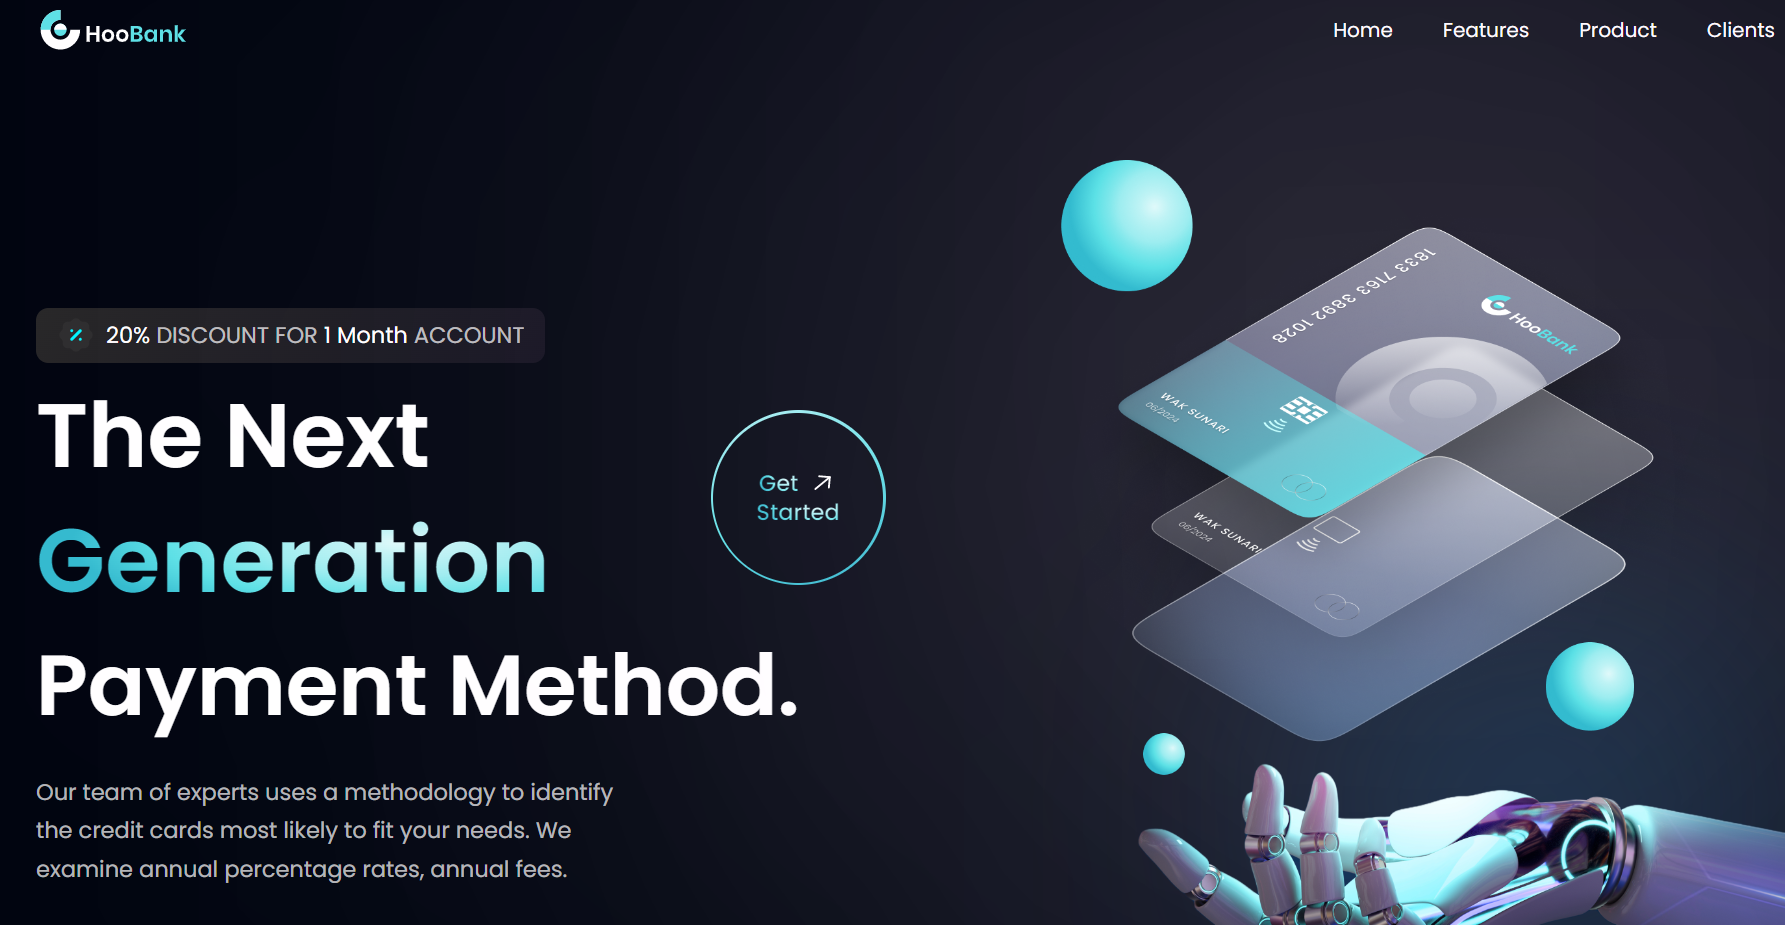 HooBank
Home Features Product Clients
20% DISCOUNT FOR 1 Month ACCOUNT
The Next
Generation
Payment Method.
Get
Started
Our team of experts uses a methodology to identify
the credit cards most likely to fit your needs. We
examine annual percentage rates, annual fees.
1833 7163 3892 1028
HooBank
WAK SUNARI
06/2024
WAK SUNARI
06/2024